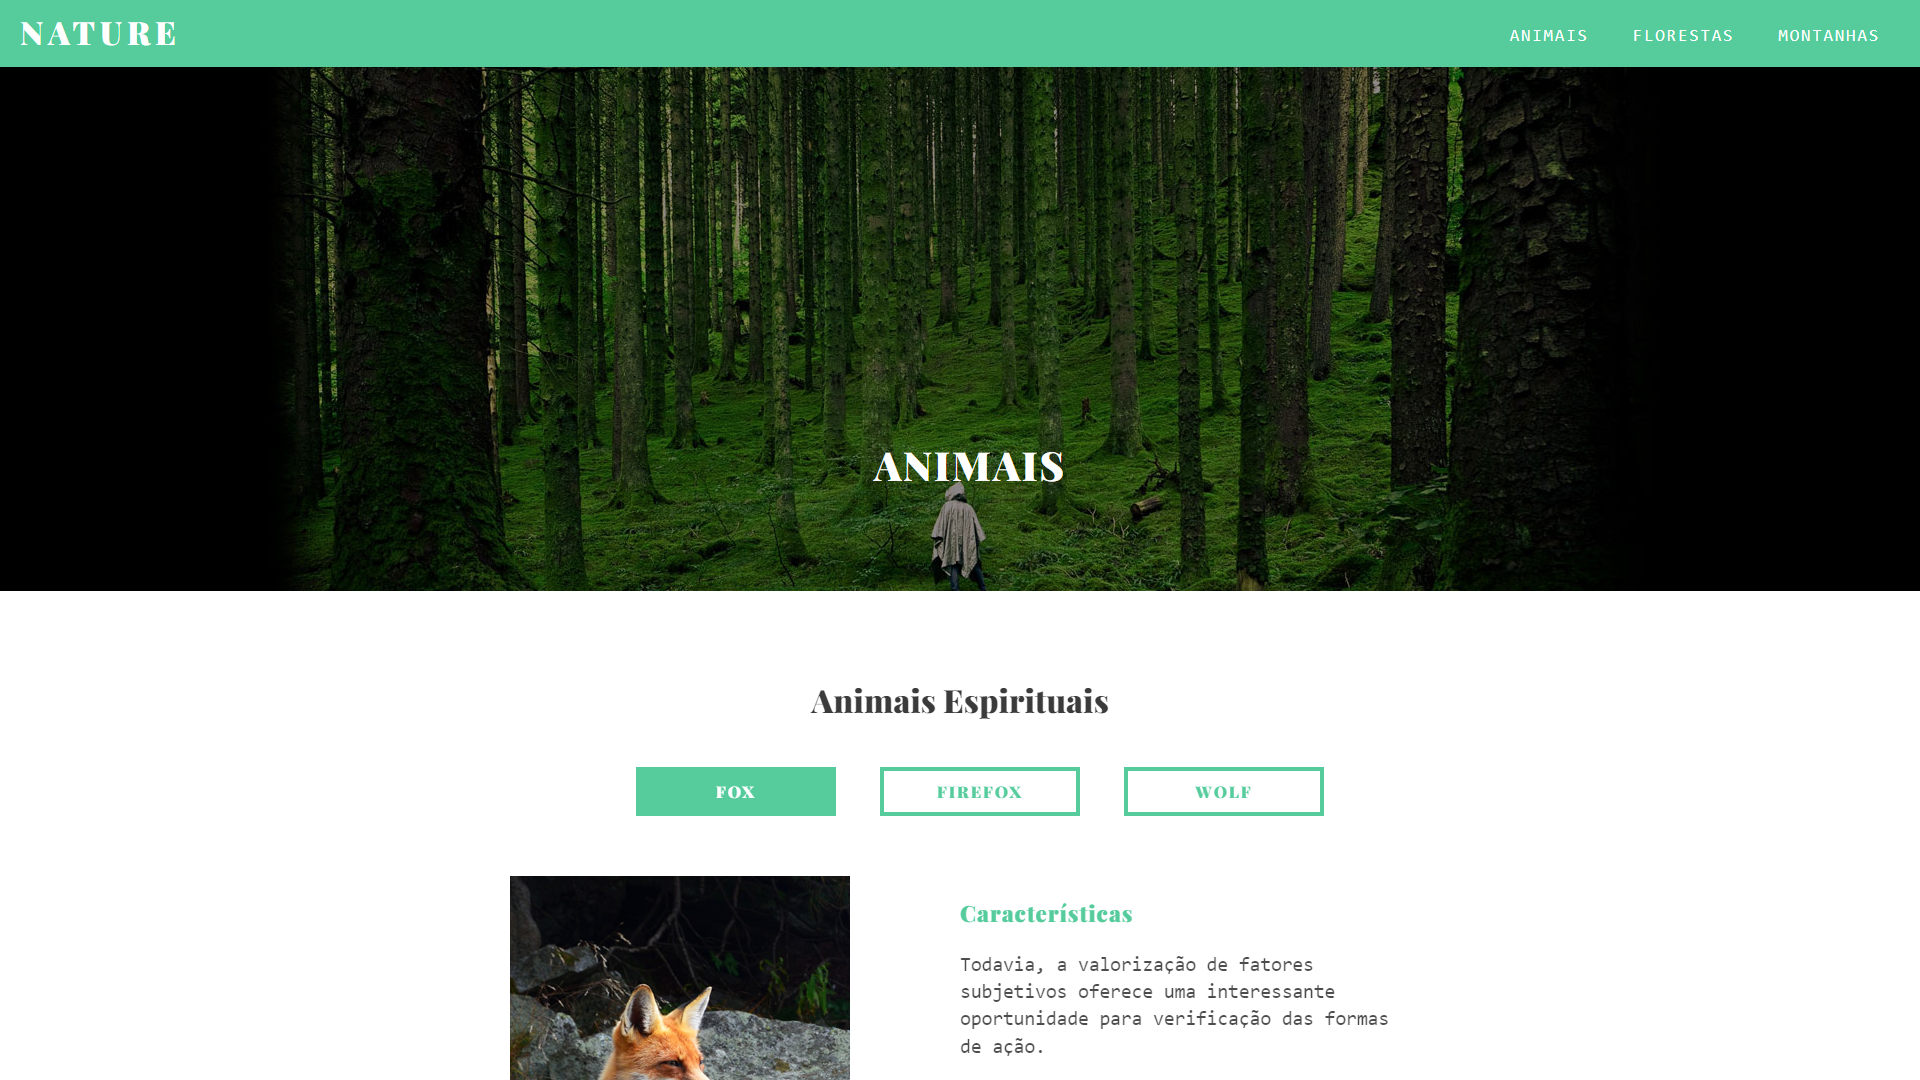 NATURE
ANIMAIS
FLORESTAS
MONTANHAS
ANIMAIS
Animais Espirituais
FOX
FIREFOX
WOLF
Características
Todavia, a valorização de fatores
subjetivos oferece uma interessante
oportunidade para verificação das formas
de ação.